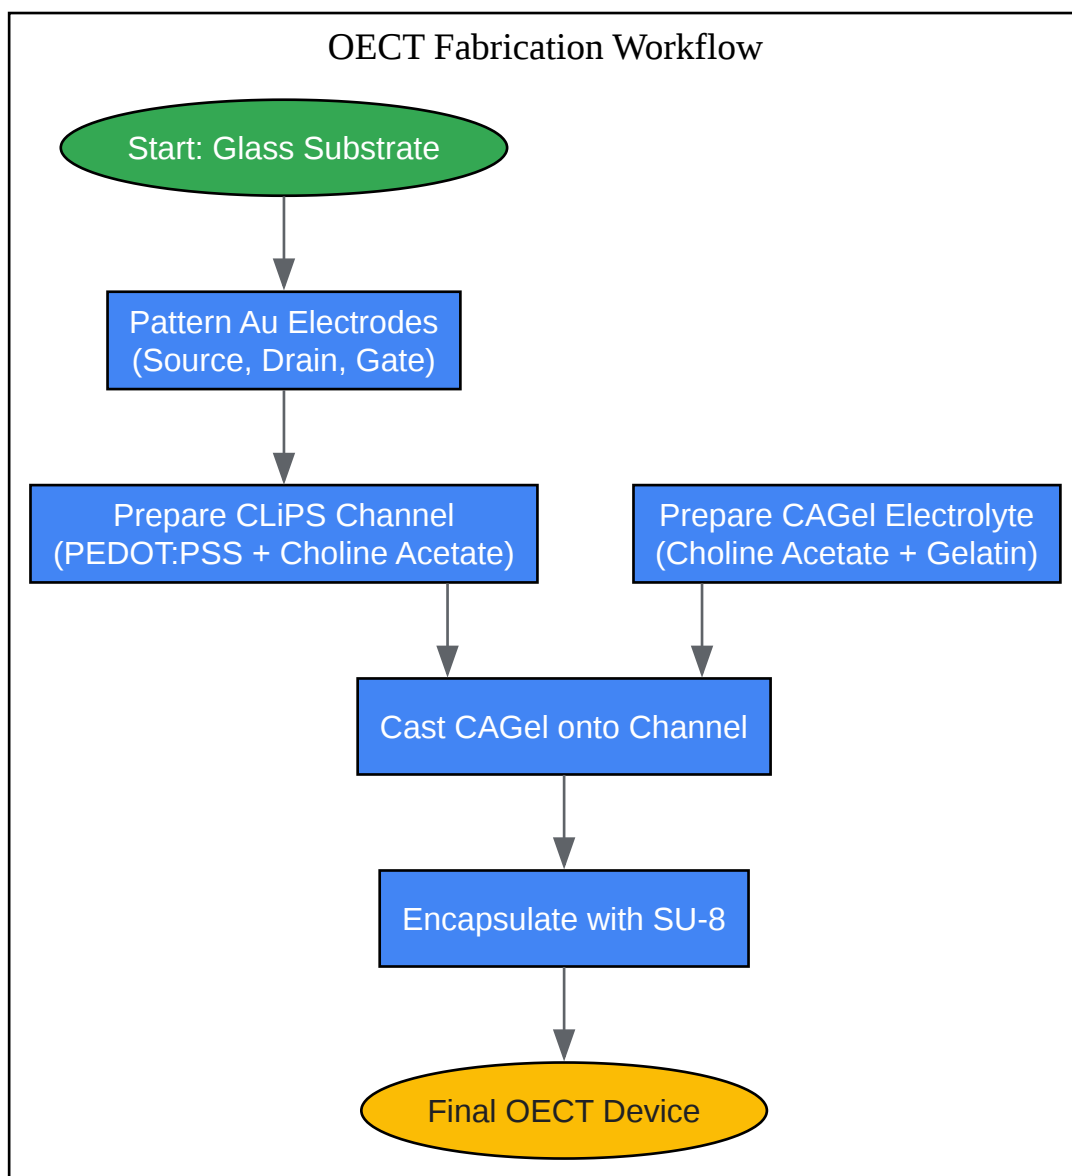 OECT Fabrication Workflow
Start: Glass Substrate
Pattern Au Electrodes
(Source, Drain, Gate)
Prepare CLiPS Channel
(PEDOT:PSS + Choline Acetate)
Prepare CAGel Electrolyte
(Choline Acetate + Gelatin)
Cast CAGel onto Channel
Encapsulate with SU-8
Final OECT Device